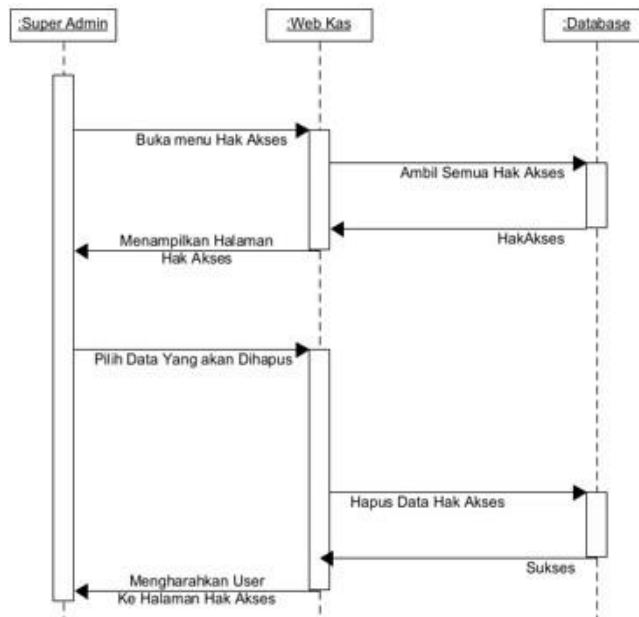 :Super Admin
:Web Kas
:Database
Buka menu Hak Akses
Ambil Semua Hak Akses
HakAkses
Menampilkan Halaman
Hak Akses
Pilih Data Yang akan Dihapus
Hapus Data Hak Akses
Sukses
Mengharahkan User
Ke Halaman Hak Akses